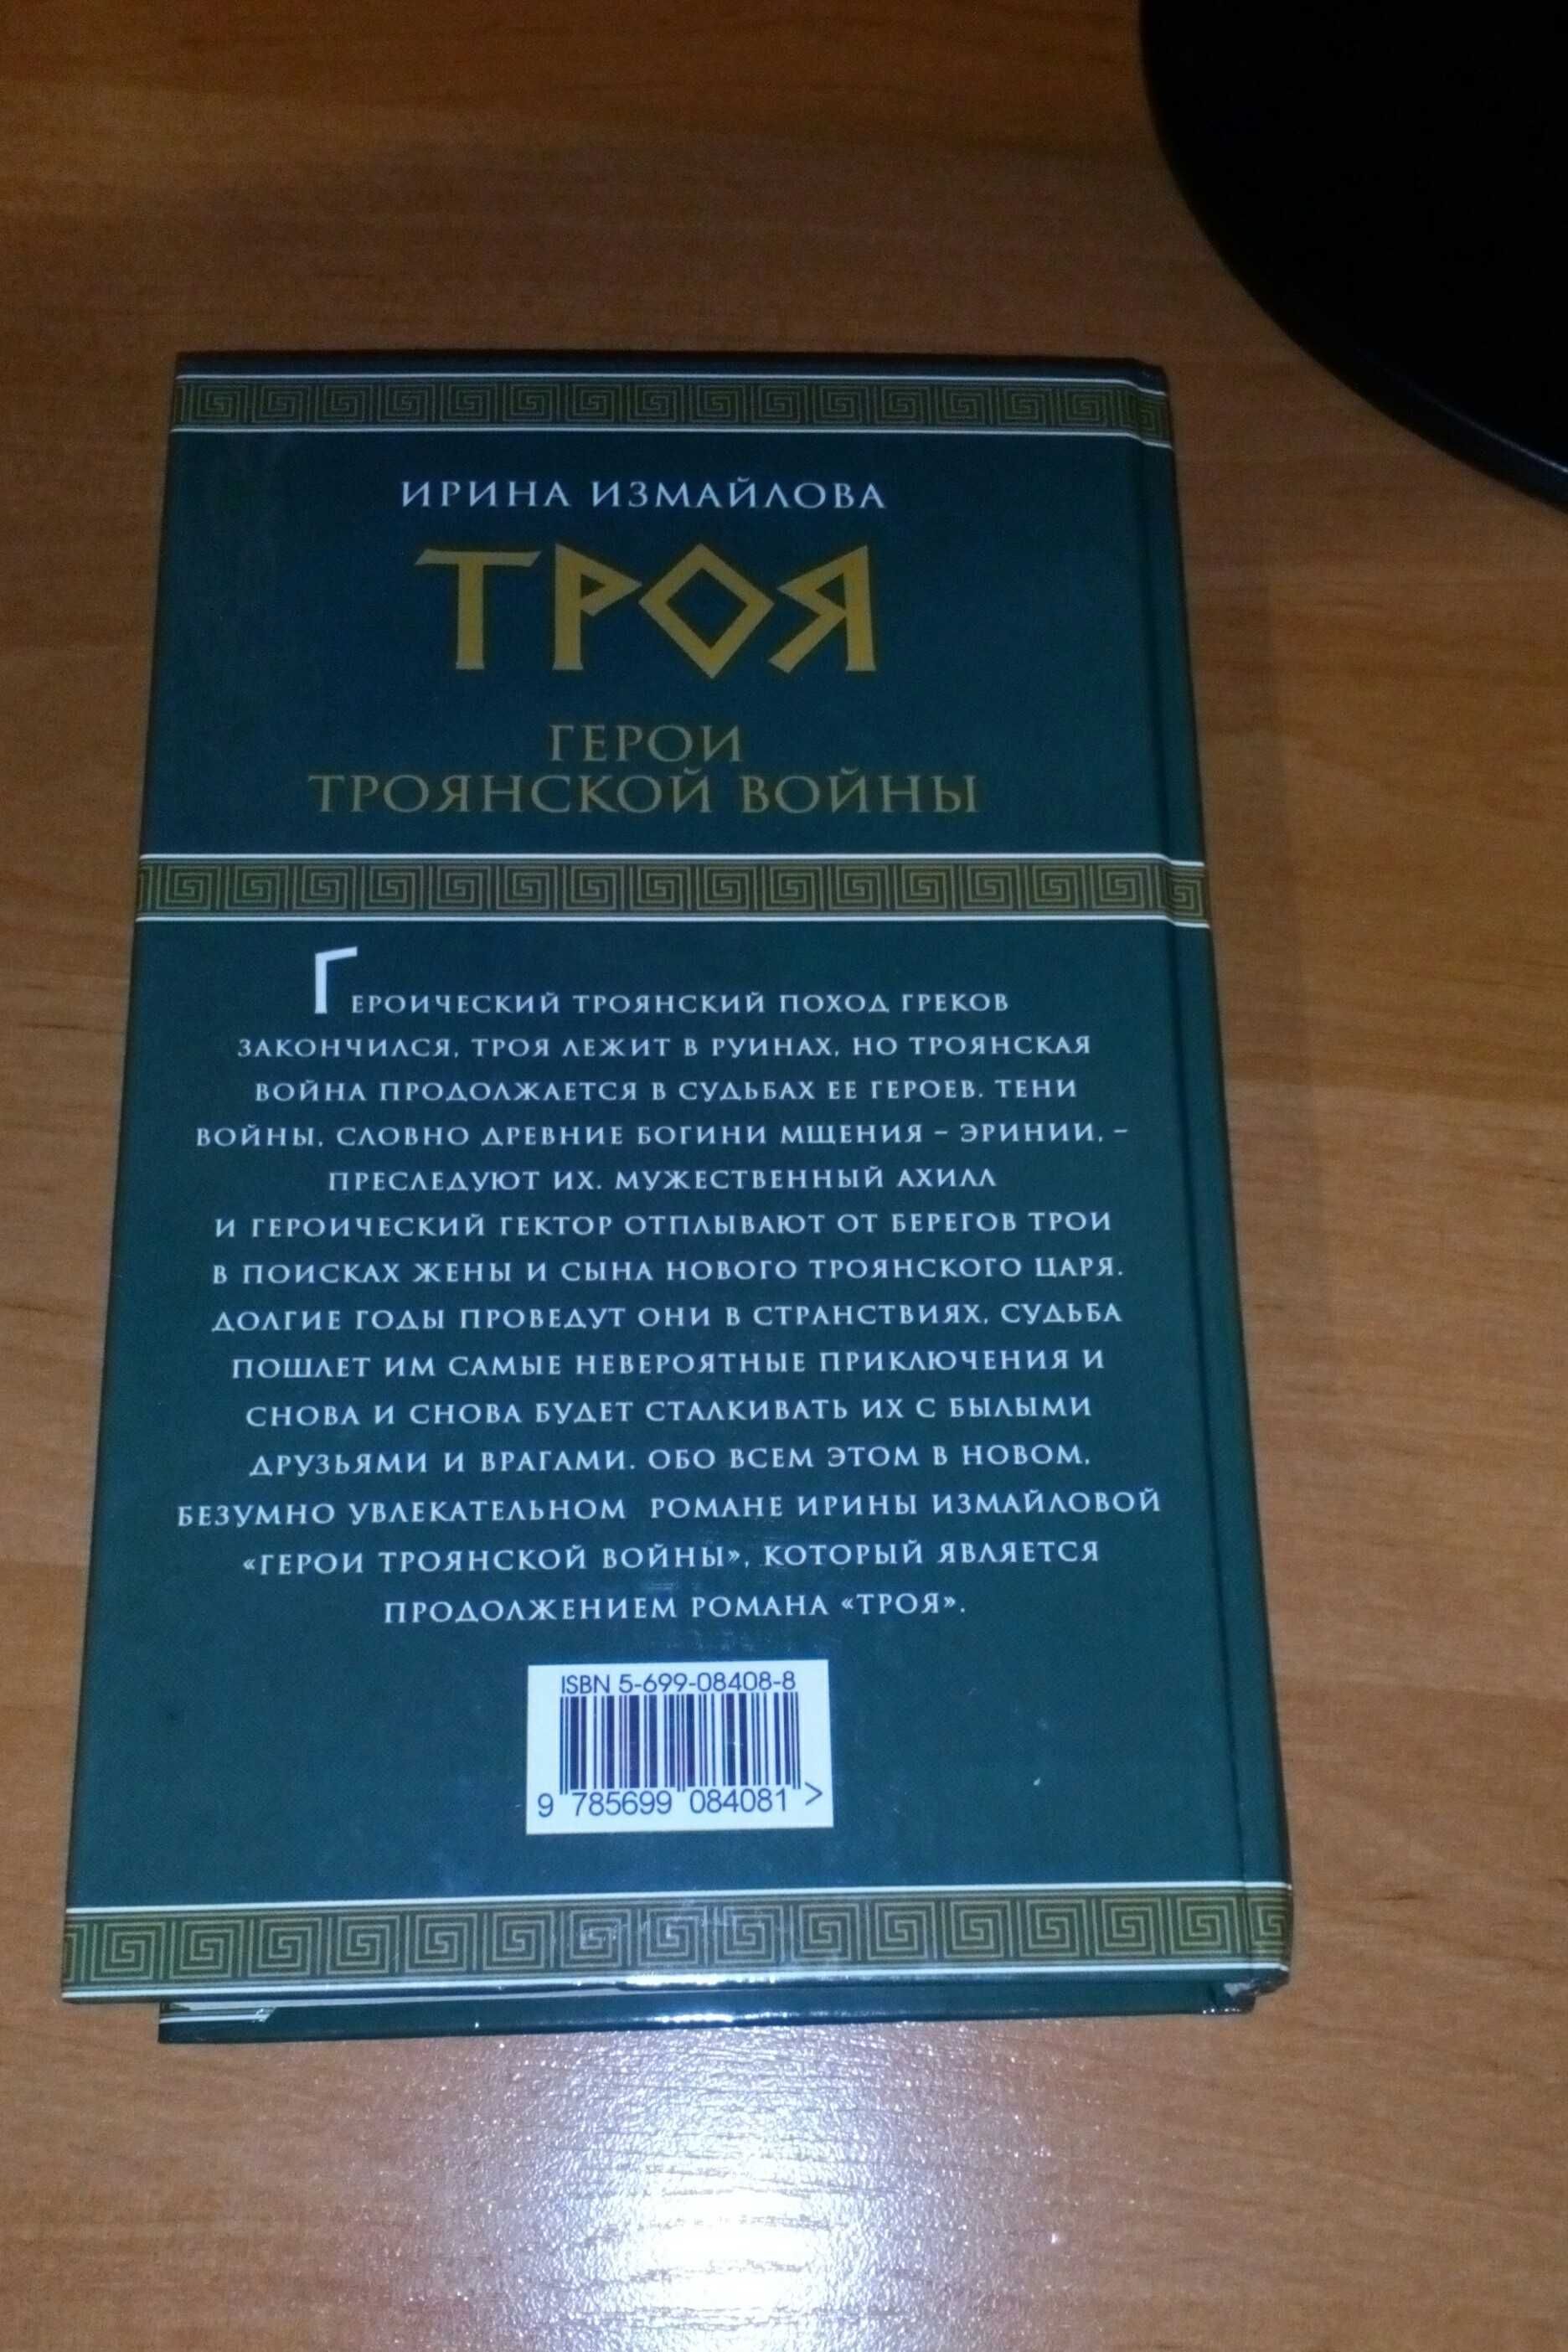 ИРИНА ИЗМАЙЛОВА
ТРОЯ
ГЕРОИ
ТРОЯНСКОЙ ВОЙНЫ
ГЕРОИЧЕСКИЙ ТРОЯНСКИЙ ПОХОД ГРЕКОВ
ЗАКОНЧИЛСЯ, ТРОЯ ЛЕЖИТ В РУИНАХ, НО ТРОЯНСКАЯ
ВОЙНА ПРОДОЛЖАЕТСЯ В СУДЬБАХ ЕЕ ГЕРОЕВ. ТЕНИ
ВОЙНЫ, СЛОВНО ДРЕВНИЕ БОГИНИ МЩЕНИЯ – ЭРИНИИ, –
ПРЕСЛЕДУЮТ ИХ. МУЖЕСТВЕННЫЙ АХИЛЛ
И ГЕРОИЧЕСКИЙ ГЕКТОР ОТПЛЫВАЮТ ОТ БЕРЕГОВ ТРОИ
В ПОИСКАХ ЖЕНЫ И СЫНА НОВОГО ТРОЯНСКОГО ЦАРЯ.
ДОЛГИЕ ГОДЫ ПРОВЕДУТ ОНИ В СТРАНСТВИЯХ, СУДЬБА
ПОШЛЕТ ИМ САМЫЕ НЕВЕРОЯТНЫЕ ПРИКЛЮЧЕНИЯ И
СНОВА И СНОВА БУДЕТ СТАЛКИВАТЬ ИХ С БЫЛЫМИ
ДРУЗЬЯМИ И ВРАГАМИ. ОБО ВСЕМ ЭТОМ В НОВОМ,
БЕЗУМНО УВЛЕКАТЕЛЬНОМ РОМАНЕ ИРИНЫ ИЗМАЙЛОВОЙ
«ГЕРОИ ТРОЯНСКОЙ ВОЙНЫ», КОТОРЫЙ ЯВЛЯЕТСЯ
ПРОДОЛЖЕНИЕМ РОМАНА «ТРОЯ».
ISBN 5-699-08408-8
9 785699 084081 >